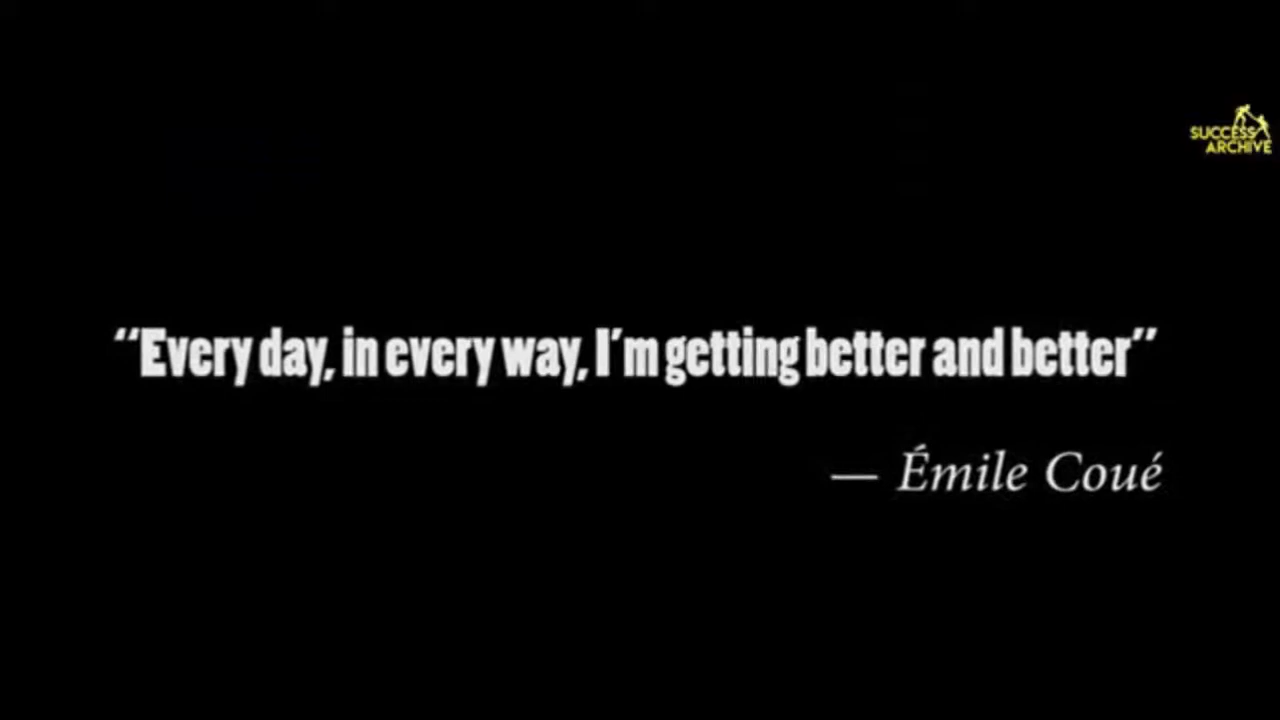 SUCCESS
ARCHIVE
“Every day, in every way, I'm getting better and better”
— Émile Coué